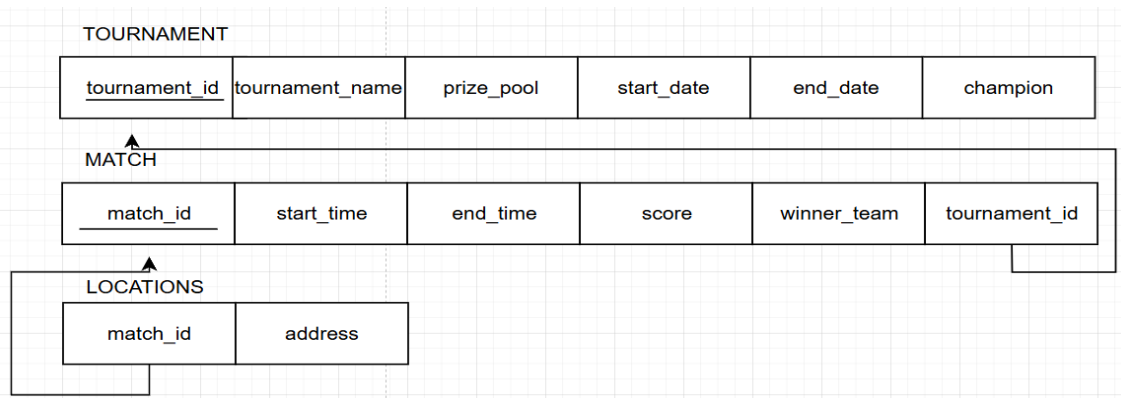 TOURNAMENT
tournament_id tournament_name prize_pool start_date end_date champion
MATCH
match_id start_time end_time score winner_team tournament_id
LOCATIONS
match_id address